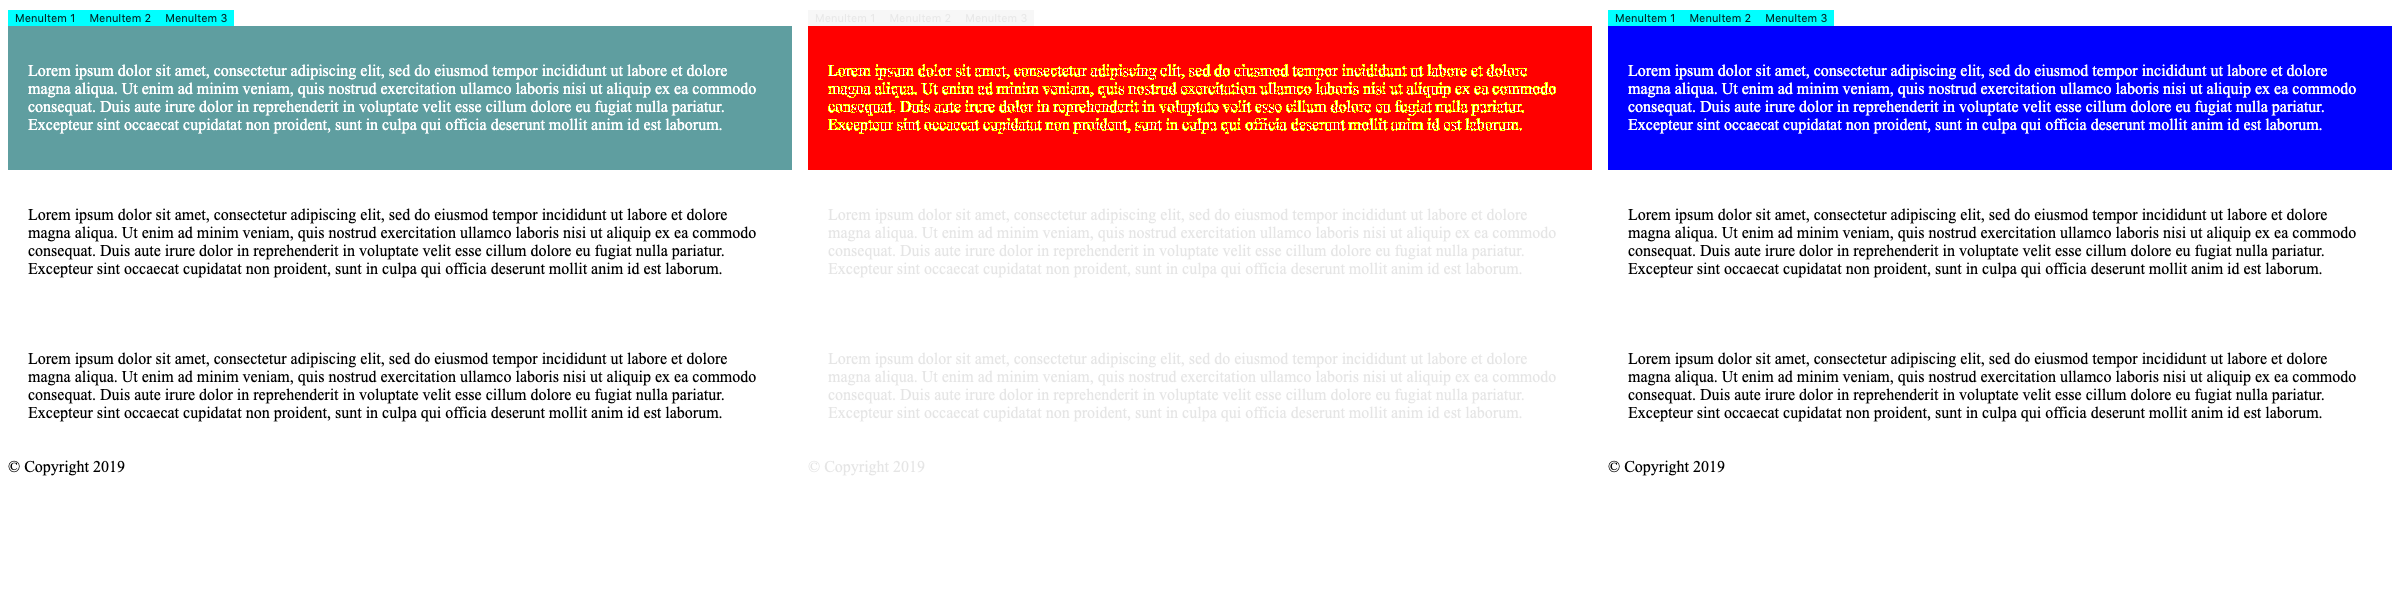 MenuItem 1 MenuItem 2 MenuItem 3
Lorem ipsum dolor sit amet, consectetur adipiscing elit, sed do eiusmod tempor incididunt ut labore et dolore
magna aliqua. Ut enim ad minim veniam, quis nostrud exercitation ullamco laboris nisi ut aliquip ex ea commodo
consequat. Duis aute irure dolor in reprehenderit in voluptate velit esse cillum dolore eu fugiat nulla pariatur.
Excepteur sint occaecat cupidatat non proident, sunt in culpa qui officia deserunt mollit anim id est laborum.
Lorem ipsum dolor sit amet, consectetur adipiscing elit, sed do eiusmod tempor incididunt ut labore et dolore
magna aliqua. Ut enim ad minim veniam, quis nostrud exercitation ullamco laboris nisi ut aliquip ex ea commodo
consequat. Duis aute irure dolor in reprehenderit in voluptate velit esse cillum dolore eu fugiat nulla pariatur.
Excepteur sint occaecat cupidatat non proident, sunt in culpa qui officia deserunt mollit anim id est laborum.
Lorem ipsum dolor sit amet, consectetur adipiscing elit, sed do eiusmod tempor incididunt ut labore et dolore
magna aliqua. Ut enim ad minim veniam, quis nostrud exercitation ullamco laboris nisi ut aliquip ex ea commodo
consequat. Duis aute irure dolor in reprehenderit in voluptate velit esse cillum dolore eu fugiat nulla pariatur.
Excepteur sint occaecat cupidatat non proident, sunt in culpa qui officia deserunt mollit anim id est laborum.
© Copyright 2019
MenuItem 1 MenuItem 2 MenuItem 3
Lorem ipsum dolor sit amet, consectetur adipiscing elit, sed do eiusmod tempor incididunt ut labore et dolore
magna aliqua. Ut enim ad minim veniam, quis nostrud exercitation ullamco laboris nisi ut aliquip ex ea commodo
consequat. Duis aute irure dolor in reprehenderit in voluptate velit esse cillum dolore eu fugiat nulla pariatur.
Excepteur sint occaecat cupidatat non proident, sunt in culpa qui officia deserunt mollit anim id est laborum.
Lorem ipsum dolor sit amet, consectetur adipiscing elit, sed do eiusmod tempor incididunt ut labore et dolore
magna aliqua. Ut enim ad minim veniam, quis nostrud exercitation ullamco laboris nisi ut aliquip ex ea commodo
consequat. Duis aute irure dolor in reprehenderit in voluptate velit esse cillum dolore eu fugiat nulla pariatur.
Excepteur sint occaecat cupidatat non proident, sunt in culpa qui officia deserunt mollit anim id est laborum.
Lorem ipsum dolor sit amet, consectetur adipiscing elit, sed do eiusmod tempor incididunt ut labore et dolore
magna aliqua. Ut enim ad minim veniam, quis nostrud exercitation ullamco laboris nisi ut aliquip ex ea commodo
consequat. Duis aute irure dolor in reprehenderit in voluptate velit esse cillum dolore eu fugiat nulla pariatur.
Excepteur sint occaecat cupidatat non proident, sunt in culpa qui officia deserunt mollit anim id est laborum.
© Copyright 2019
MenuItem 1 MenuItem 2 MenuItem 3
Lorem ipsum dolor sit amet, consectetur adipiscing elit, sed do eiusmod tempor incididunt ut labore et dolore
magna aliqua. Ut enim ad minim veniam, quis nostrud exercitation ullamco laboris nisi ut aliquip ex ea commodo
consequat. Duis aute irure dolor in reprehenderit in voluptate velit esse cillum dolore eu fugiat nulla pariatur.
Excepteur sint occaecat cupidatat non proident, sunt in culpa qui officia deserunt mollit anim id est laborum.
Lorem ipsum dolor sit amet, consectetur adipiscing elit, sed do eiusmod tempor incididunt ut labore et dolore
magna aliqua. Ut enim ad minim veniam, quis nostrud exercitation ullamco laboris nisi ut aliquip ex ea commodo
consequat. Duis aute irure dolor in reprehenderit in voluptate velit esse cillum dolore eu fugiat nulla pariatur.
Excepteur sint occaecat cupidatat non proident, sunt in culpa qui officia deserunt mollit anim id est laborum.
Lorem ipsum dolor sit amet, consectetur adipiscing elit, sed do eiusmod tempor incididunt ut labore et dolore
magna aliqua. Ut enim ad minim veniam, quis nostrud exercitation ullamco laboris nisi ut aliquip ex ea commodo
consequat. Duis aute irure dolor in reprehenderit in voluptate velit esse cillum dolore eu fugiat nulla pariatur.
Excepteur sint occaecat cupidatat non proident, sunt in culpa qui officia deserunt mollit anim id est laborum.
© Copyright 2019